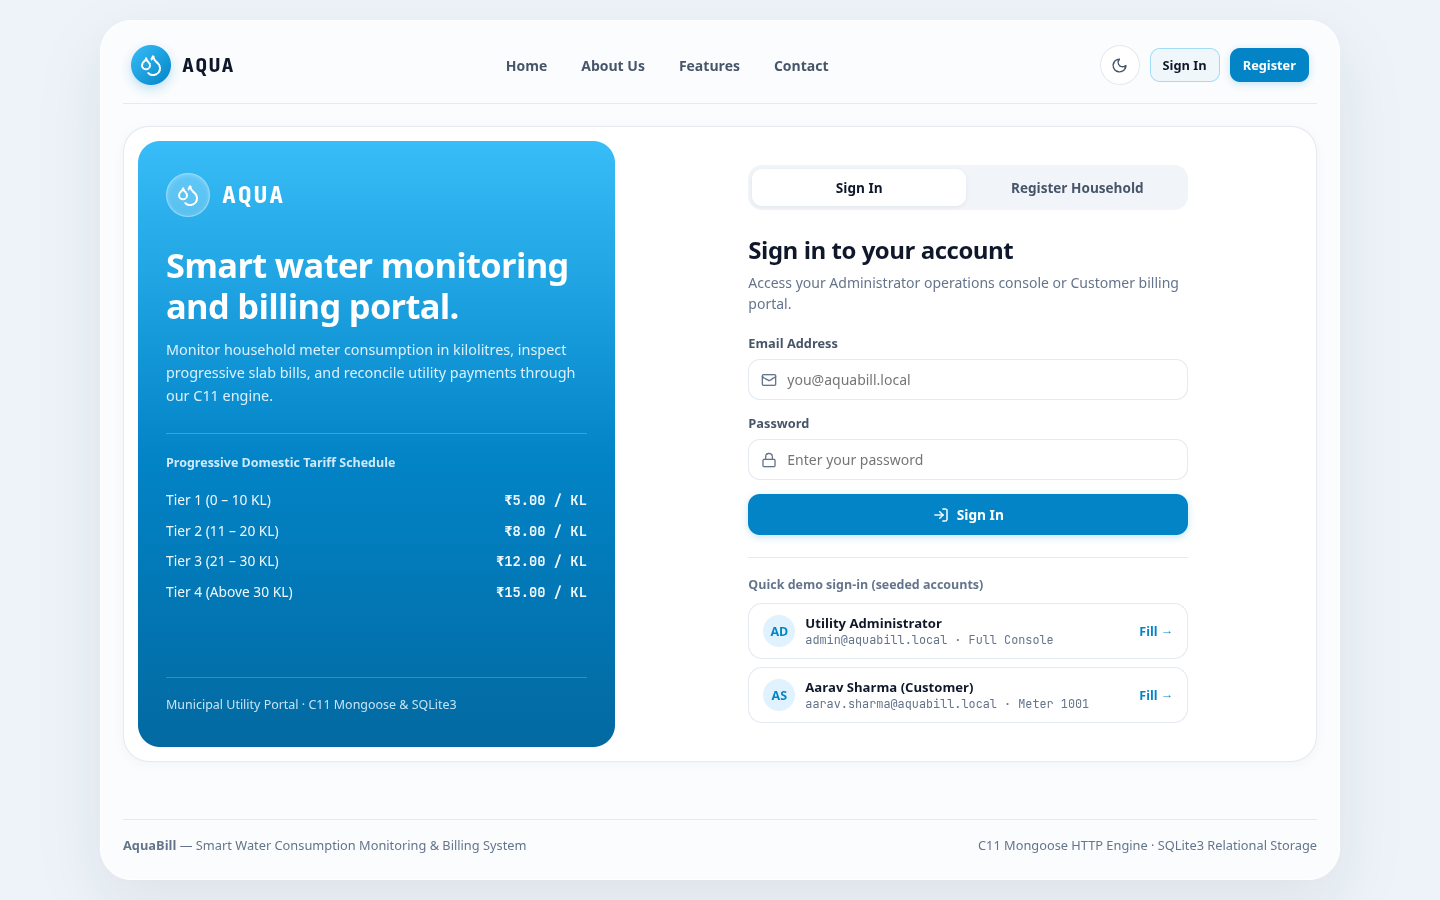 AQUA
Home
About Us
Features
Contact
Sign In
Register
AQUA
Smart water monitoring
and billing portal.
Monitor household meter consumption in kilolitres, inspect
progressive slab bills, and reconcile utility payments through
our C11 engine.
Progressive Domestic Tariff Schedule
Tier 1 (0 – 10 KL) ₹5.00 / KL
Tier 2 (11 – 20 KL) ₹8.00 / KL
Tier 3 (21 – 30 KL) ₹12.00 / KL
Tier 4 (Above 30 KL) ₹15.00 / KL
Municipal Utility Portal · C11 Mongoose & SQLite3
Sign In
Register Household
Sign in to your account
Access your Administrator operations console or Customer billing
portal.
Email Address
you@aquabill.local
Password
Enter your password
Sign In
Quick demo sign-in (seeded accounts)
AD
Utility Administrator
admin@aquabill.local · Full Console
Fill →
AS
Aarav Sharma (Customer)
aarav.sharma@aquabill.local · Meter 1001
Fill →
AquaBill — Smart Water Consumption Monitoring & Billing System
C11 Mongoose HTTP Engine · SQLite3 Relational Storage